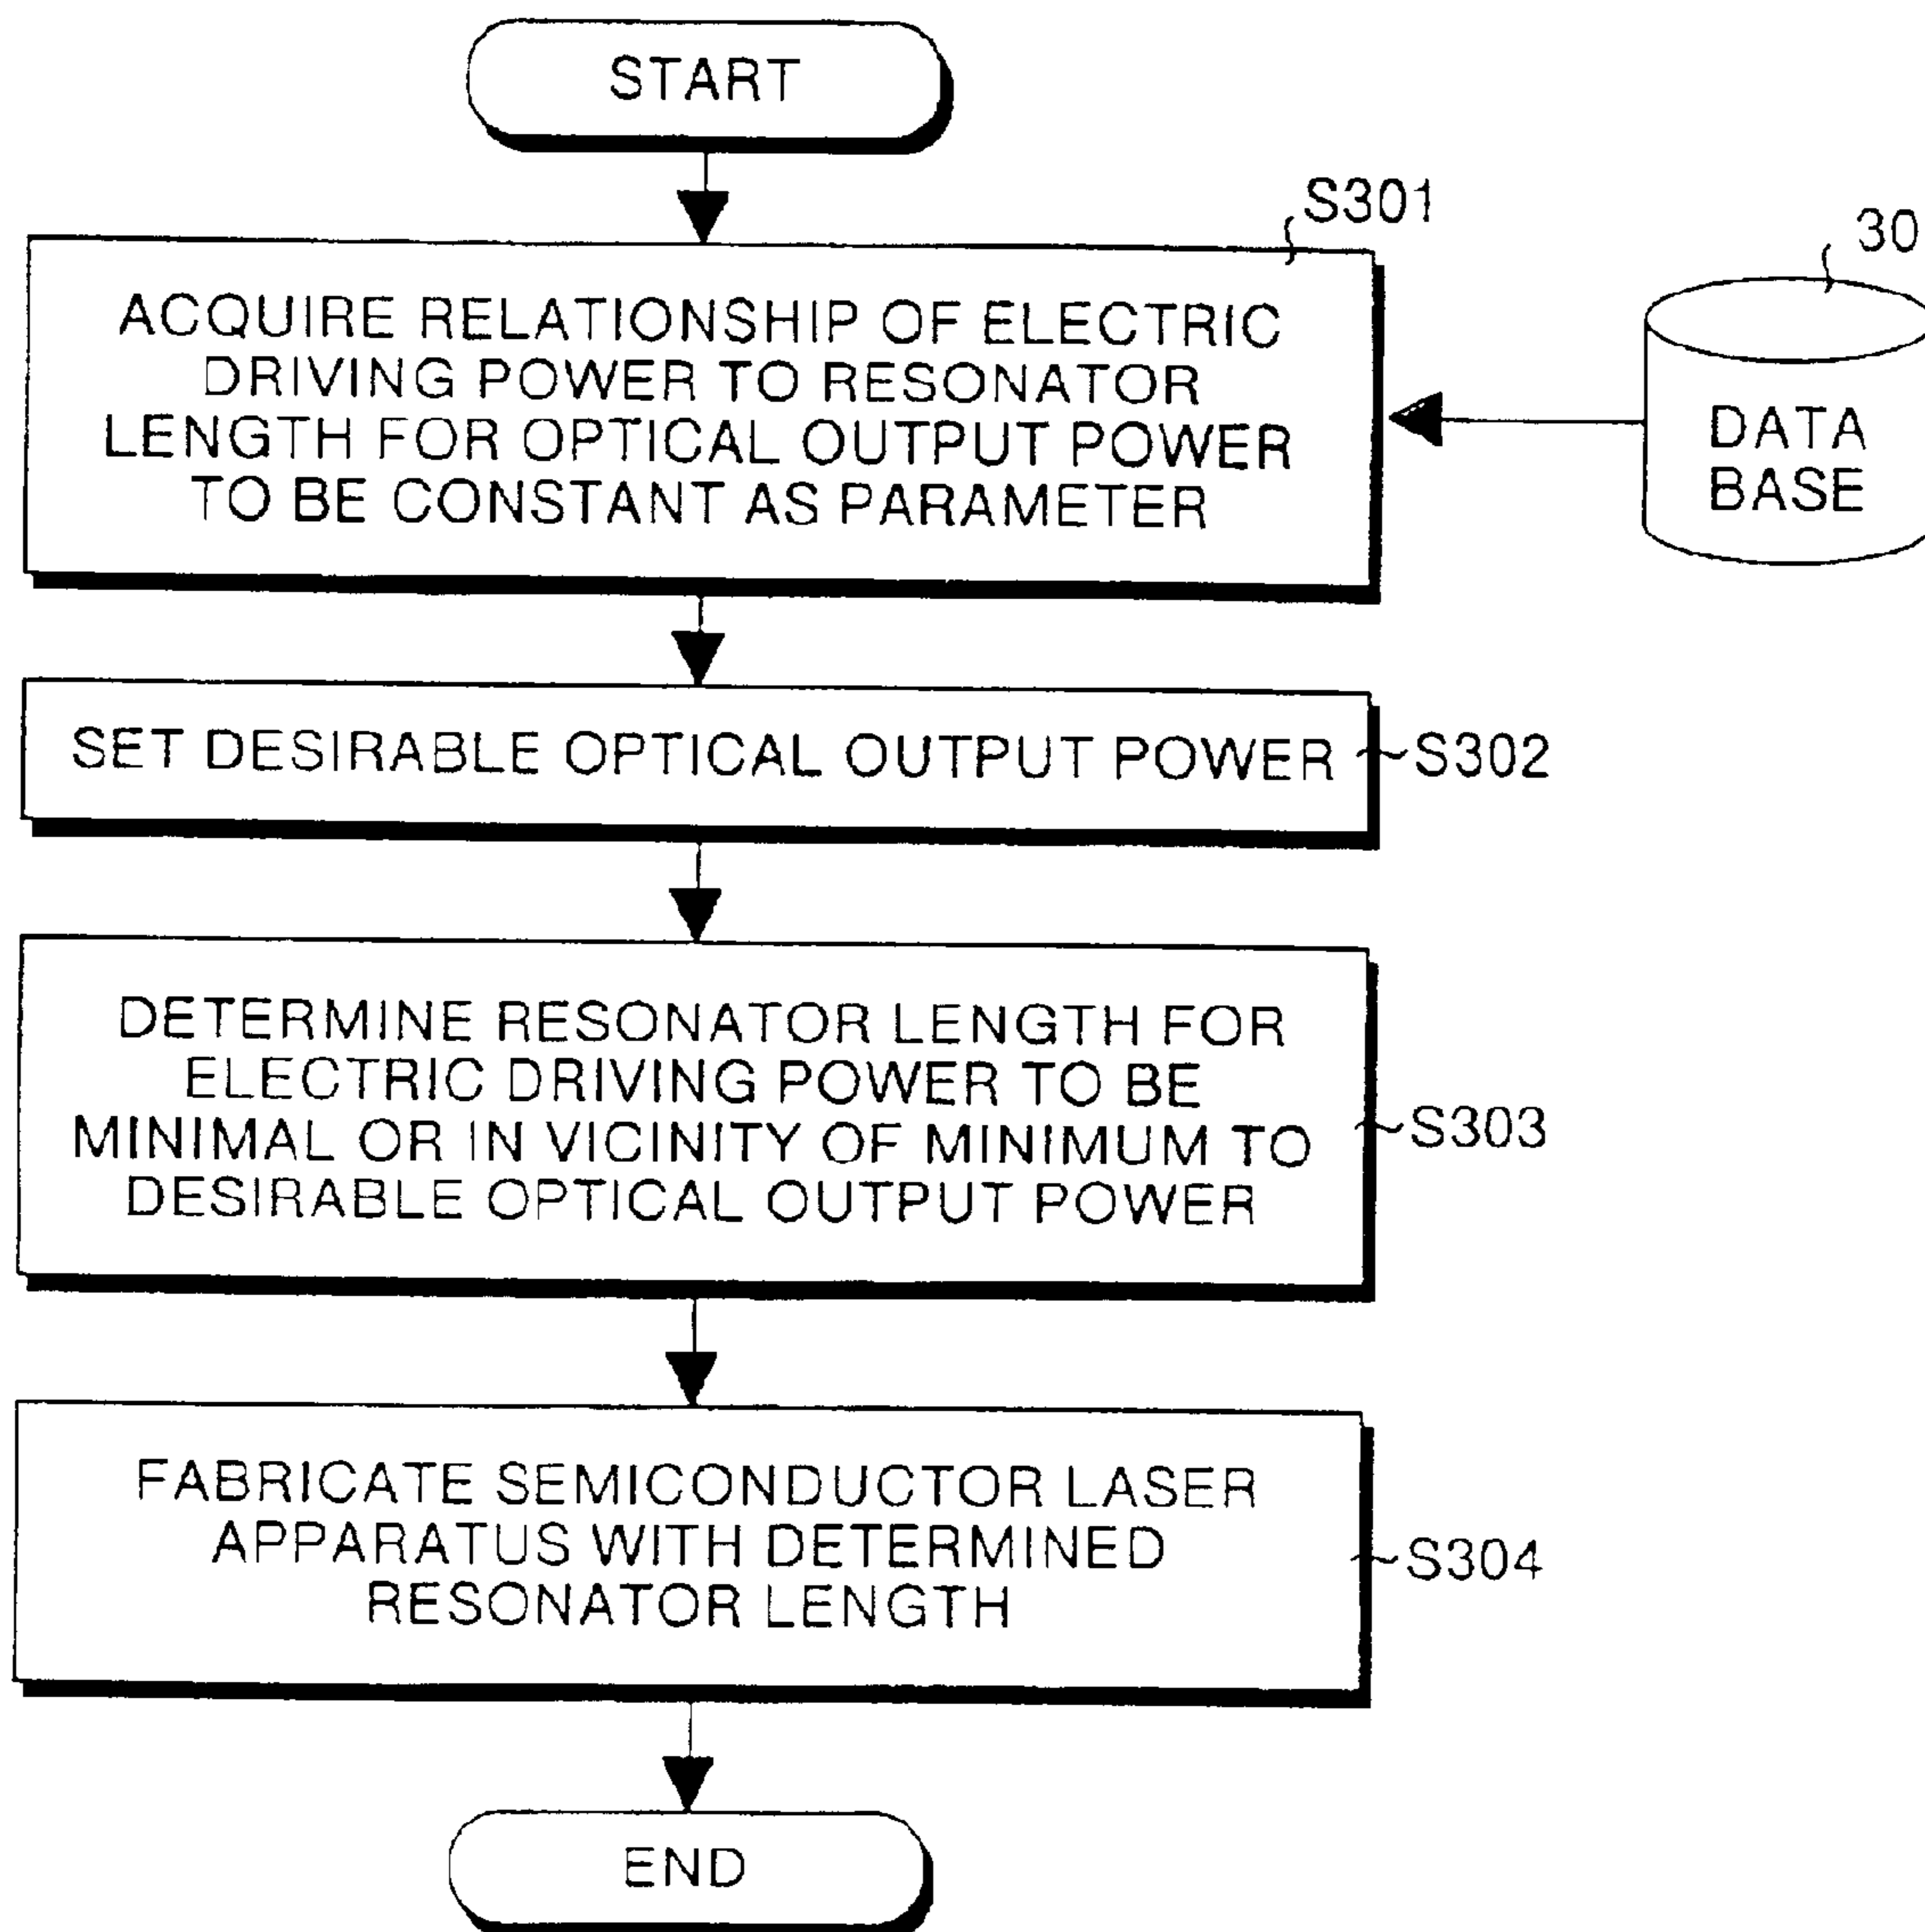 START
S301
30
ACQUIRE RELATIONSHIP OF ELECTRIC
DRIVING POWER TO RESONATOR
LENGTH FOR OPTICAL OUTPUT POWER
TO BE CONSTANT AS PARAMETER
DATA
BASE
SET DESIRABLE OPTICAL OUTPUT POWER
S302
DETERMINE RESONATOR LENGTH FOR
ELECTRIC DRIVING POWER TO BE
MINIMAL OR IN VICINITY OF MINIMUM TO
DESIRABLE OPTICAL OUTPUT POWER
S303
FABRICATE SEMICONDUCTOR LASER
APPARATUS WITH DETERMINED
RESONATOR LENGTH
S304
END